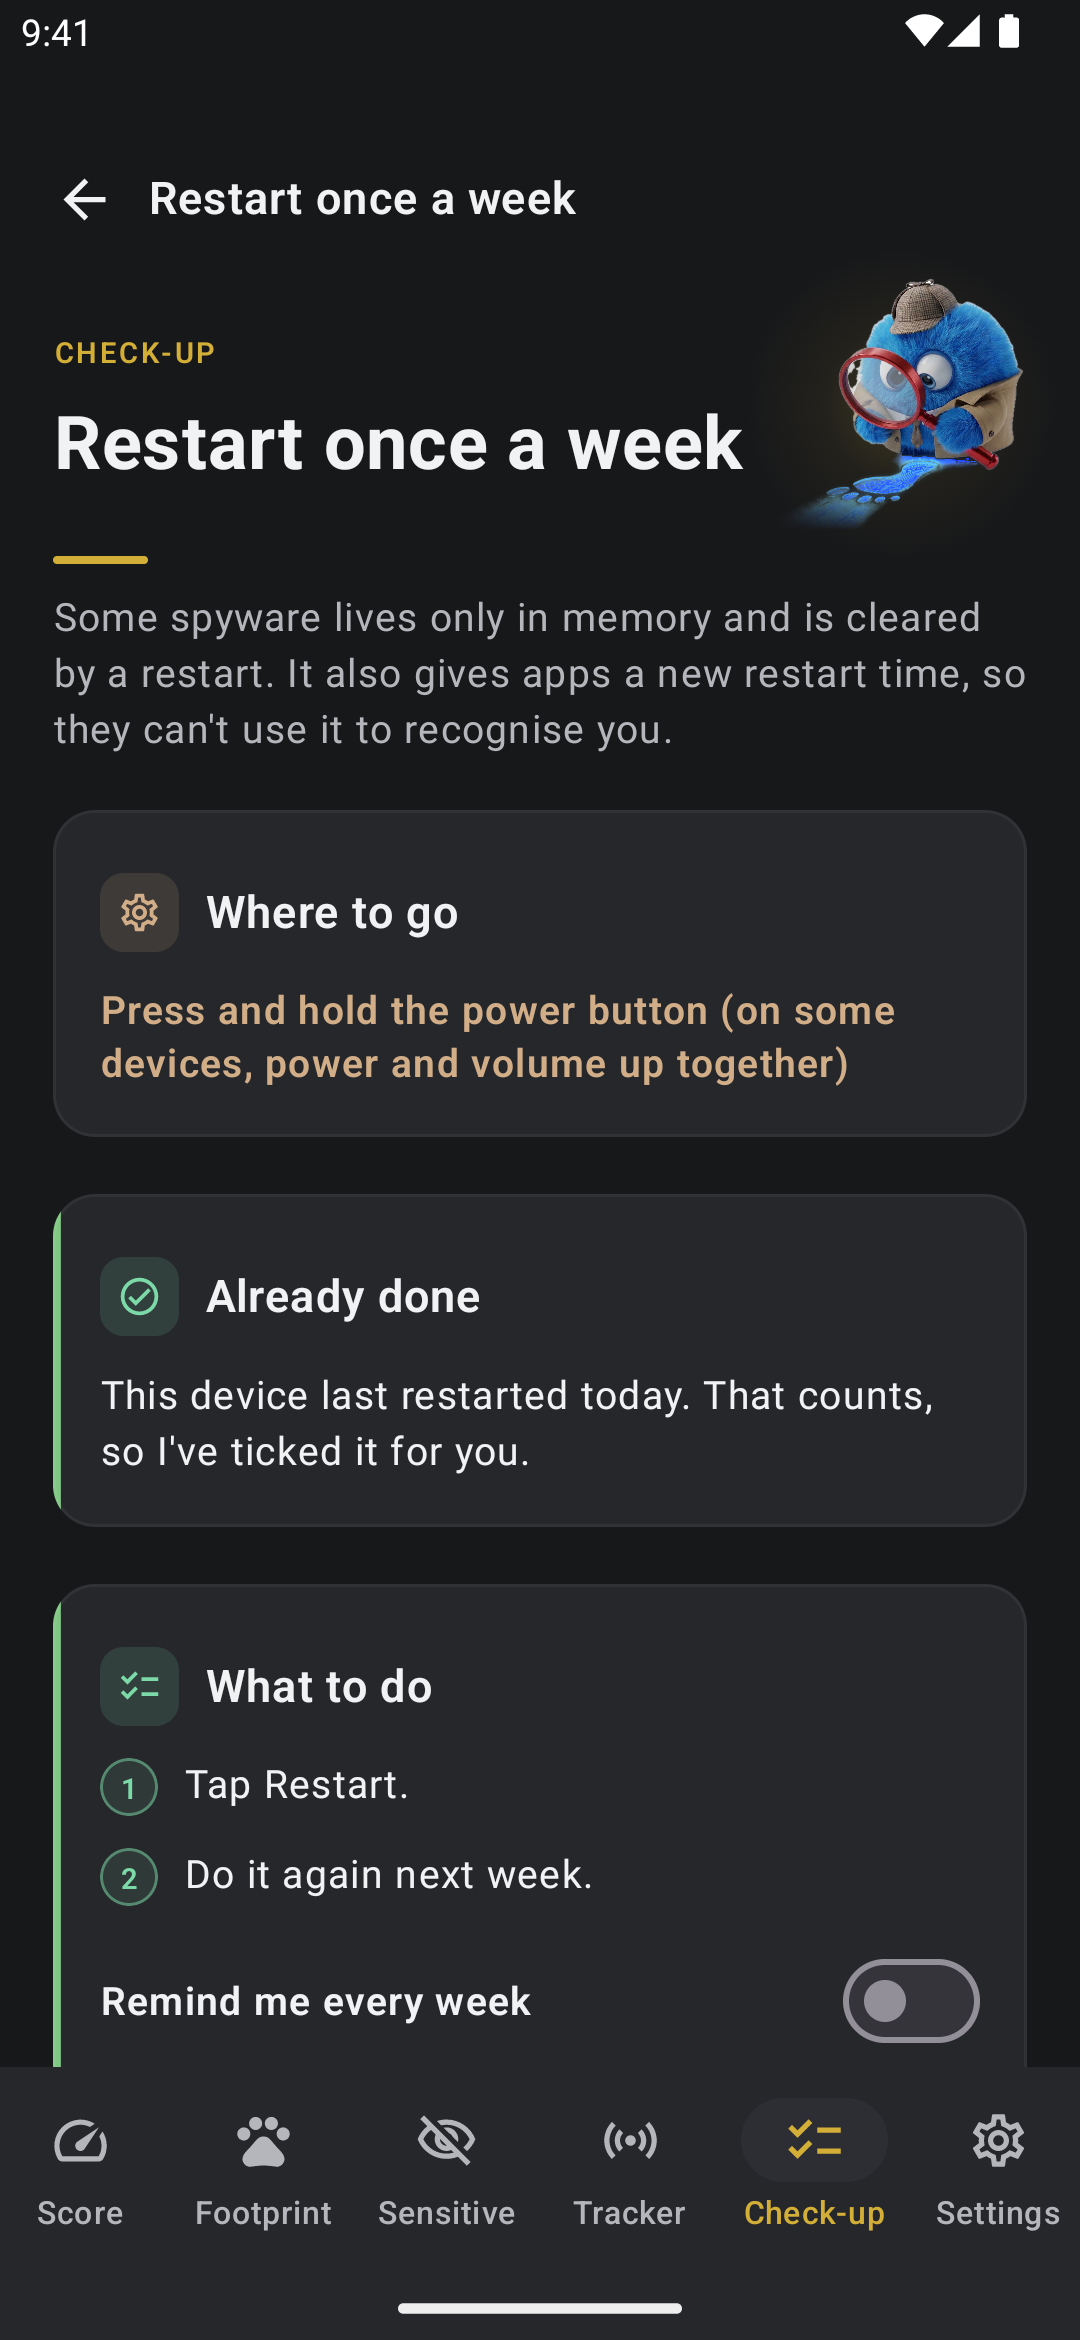 9:41
Restart once a week
CHECK-UP
Restart once a week
Some spyware lives only in memory and is cleared
by a restart. It also gives apps a new restart time, so
they can't use it to recognise you.
Where to go
Press and hold the power button (on some
devices, power and volume up together)
Already done
This device last restarted today. That counts,
so I've ticked it for you.
What to do
1 Tap Restart.
2 Do it again next week.
Remind me every week
Score Footprint Sensitive Tracker Check-up Settings